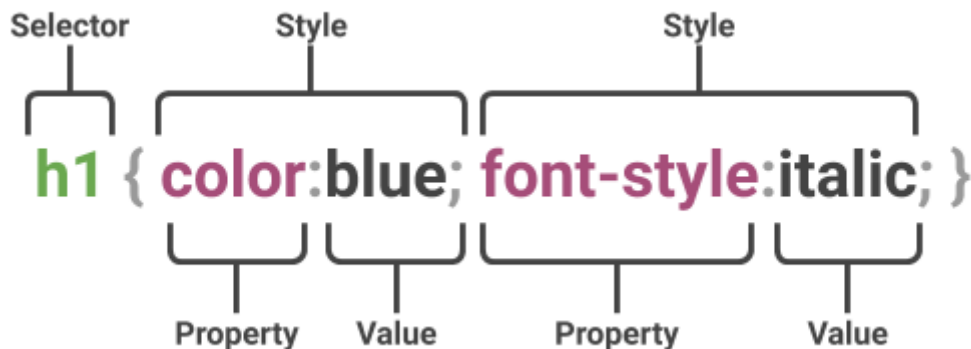 Selector Style Style
h1 { color:blue; font-style:italic; }
Property Value Property Value